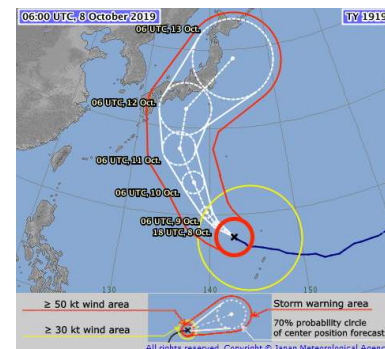 06:00 UTC, 8 October 2019
TY 1919
06 UTC, 13 Oct.
06 UTC, 12 Oct.
06 UTC, 11 Oct.
06 UTC, 10 Oct.
06 UTC, 9 Oct.
18 UTC, 8 Oct.
130
140
150
≥ 50 kt wind area
Storm warning area
≥ 30 kt wind area
70% probability circle
of center position forecast
All rights reserved. Copyright © Japan Meteorological Agency